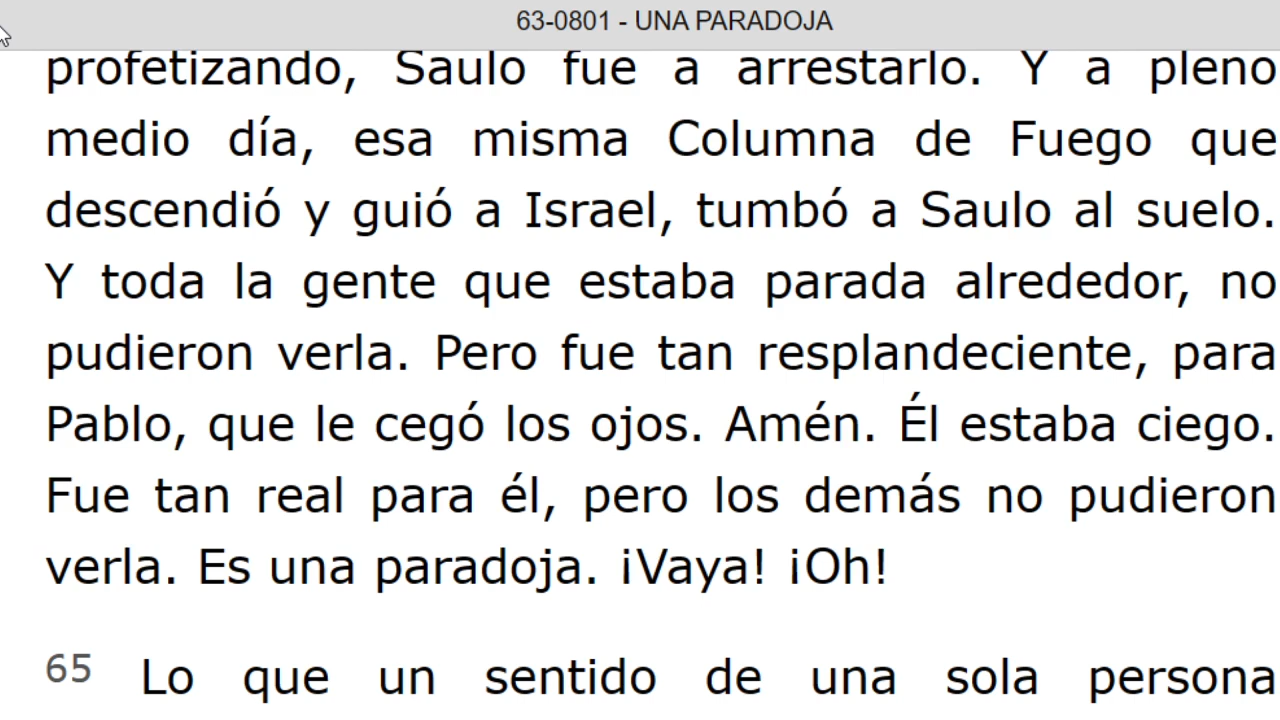 63-0801 - UNA PARADOJA
profetizando, Saulo fue a arrestarlo. Y a pleno
medio día, esa misma Columna de Fuego que
descendió y guió a Israel, tumbó a Saulo al suelo.
Y toda la gente que estaba parada alrededor, no
pudieron verla. Pero fue tan resplandeciente, para
Pablo, que le cegó los ojos. Amén. Él estaba ciego.
Fue tan real para él, pero los demás no pudieron
verla. Es una paradoja. ¡Vaya! ¡Oh!
65 Lo que un sentido de una sola persona